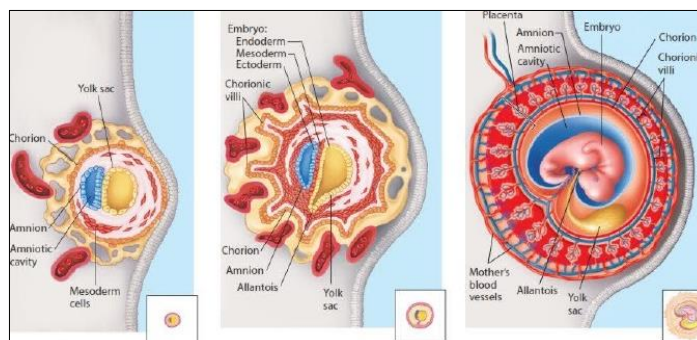 Yolk sac
Chorion
Amnion
Amniotic
cavity
Mesoderm
cells
Embryo:
Endoderm
Mesoderm
Ectoderm
Chorionic
villi
Chorion
Amnion
Allantois
Yolk
sac
Placenta
Amnion
Amniotic
cavity
Embryo
Chorion
Chorionic
villi
Mother's
blood
vessels
Allantois
Yolk
sac